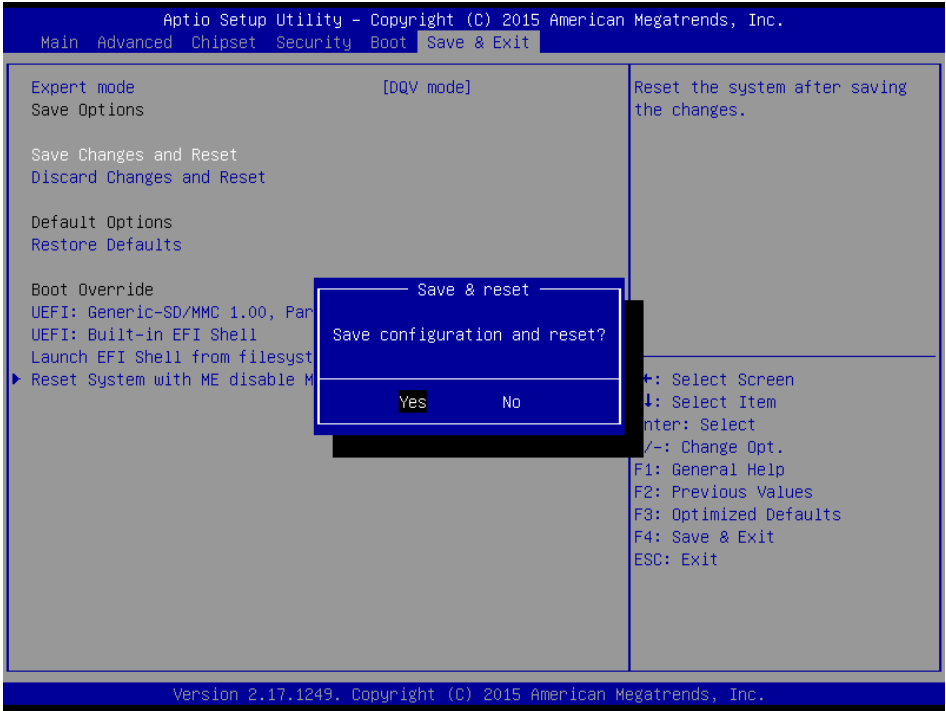 Aptio Setup Utility – Copyright (C) 2015 American Megatrends, Inc.
Main Advanced Chipset Security Boot Save & Exit
Expert mode [DQV mode]
Save Options
Save Changes and Reset
Discard Changes and Reset
Default Options
Restore Defaults
Boot Override
UEFI: Generic-SD/MMC 1.00, Par
UEFI: Built-in EFI Shell
Launch EFI Shell from filesyst
Reset System with ME disable M
Save & reset
Save configuration and reset?
Yes No
Reset the system after saving
the changes.
←: Select Screen
↓: Select Item
nter: Select
/-: Change Opt.
F1: General Help
F2: Previous Values
F3: Optimized Defaults
F4: Save & Exit
ESC: Exit
Version 2.17.1249. Copyright (C) 2015 American Megatrends, Inc.